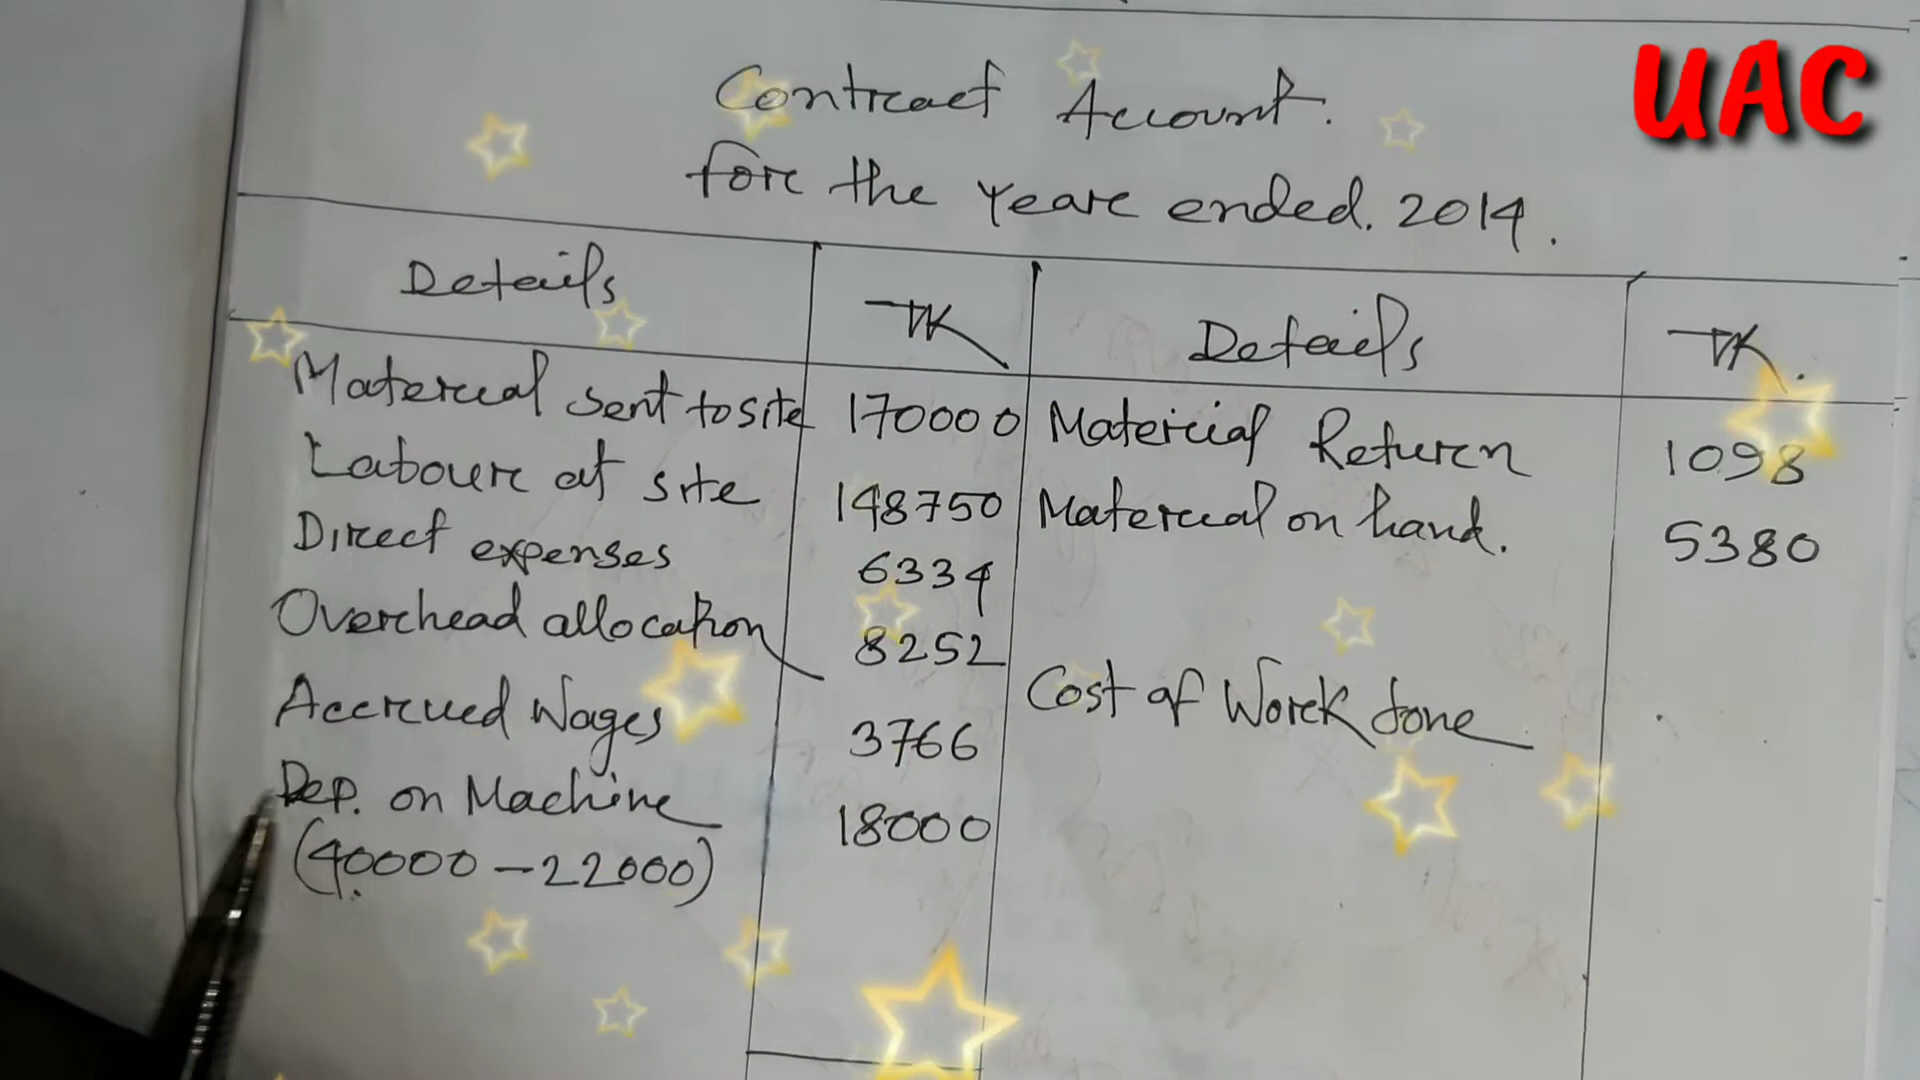 UAC
Contract Account.
for the Year ended. 2014.
Details TK Details TK.
Material sent to site 170000 Material Return 1098
Labour at site 148750 Material on hand. 5380
Direct expenses 6334
Overhead allocation 8252
Accrued Wages 3766 Cost of Work done
Dep. on Machine 18000
(40000-22000)